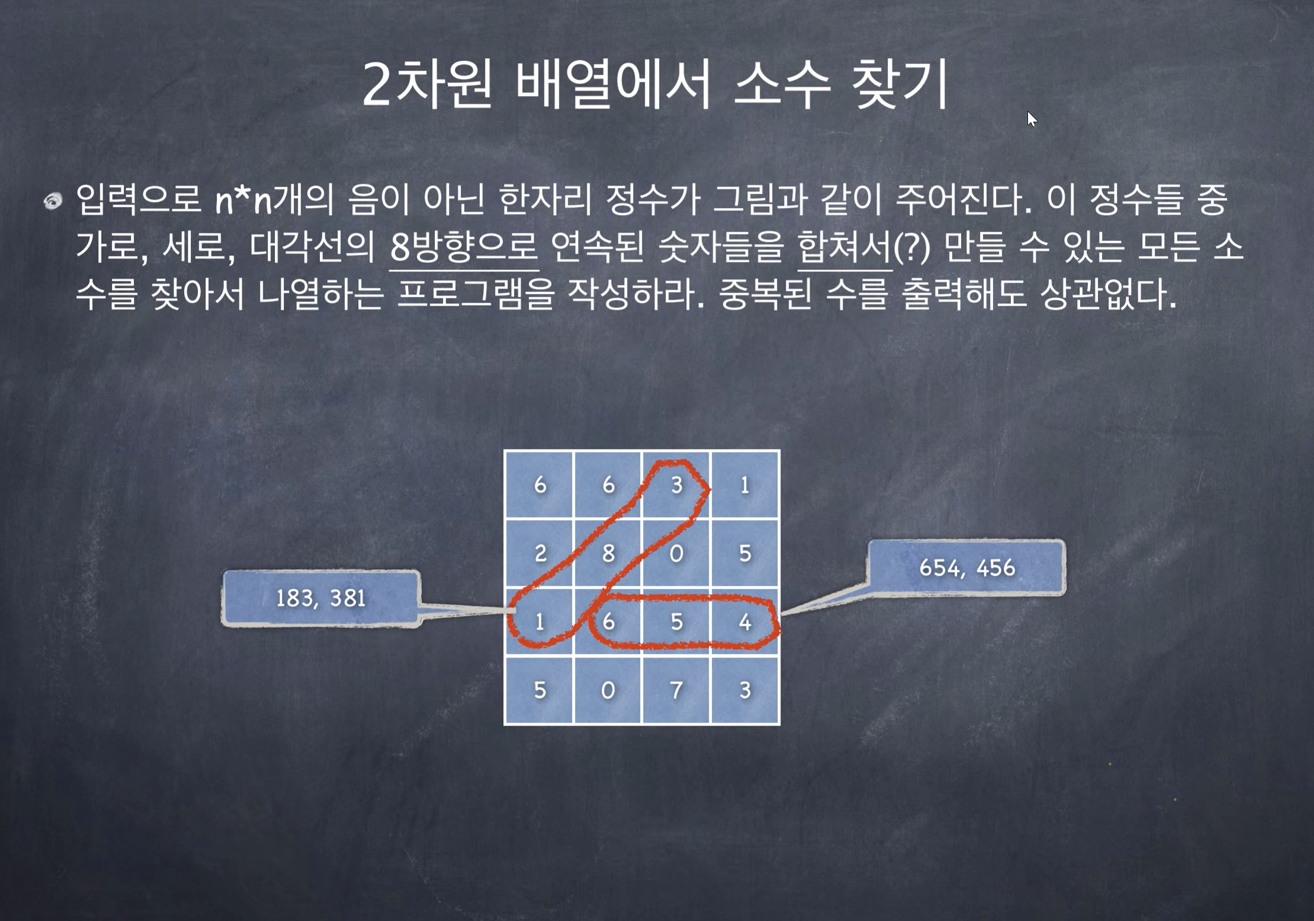 2차원 배열에서 소수 찾기
입력으로 n*n개의 음이 아닌 한자리 정수가 그림과 같이 주어진다. 이 정수들 중
가로, 세로, 대각선의 8방향으로 연속된 숫자들을 합쳐서(?) 만들 수 있는 모든 소
수를 찾아서 나열하는 프로그램을 작성하라. 중복된 수를 출력해도 상관없다.
6 6 3 1
2 8 0 5
654, 456
183, 381
1 6 5 4
5 0 7 3